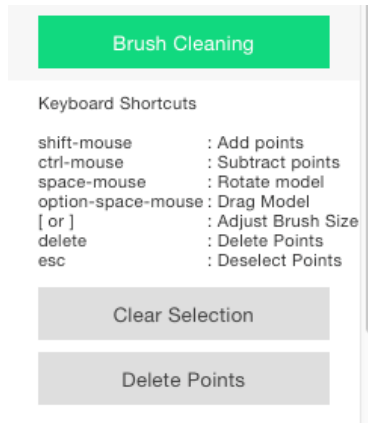 Brush Cleaning
Keyboard Shortcuts
shift-mouse : Add points
ctrl-mouse : Subtract points
space-mouse : Rotate model
option-space-mouse : Drag Model
[ or ] : Adjust Brush Size
delete : Delete Points
esc : Deselect Points
Clear Selection
Delete Points